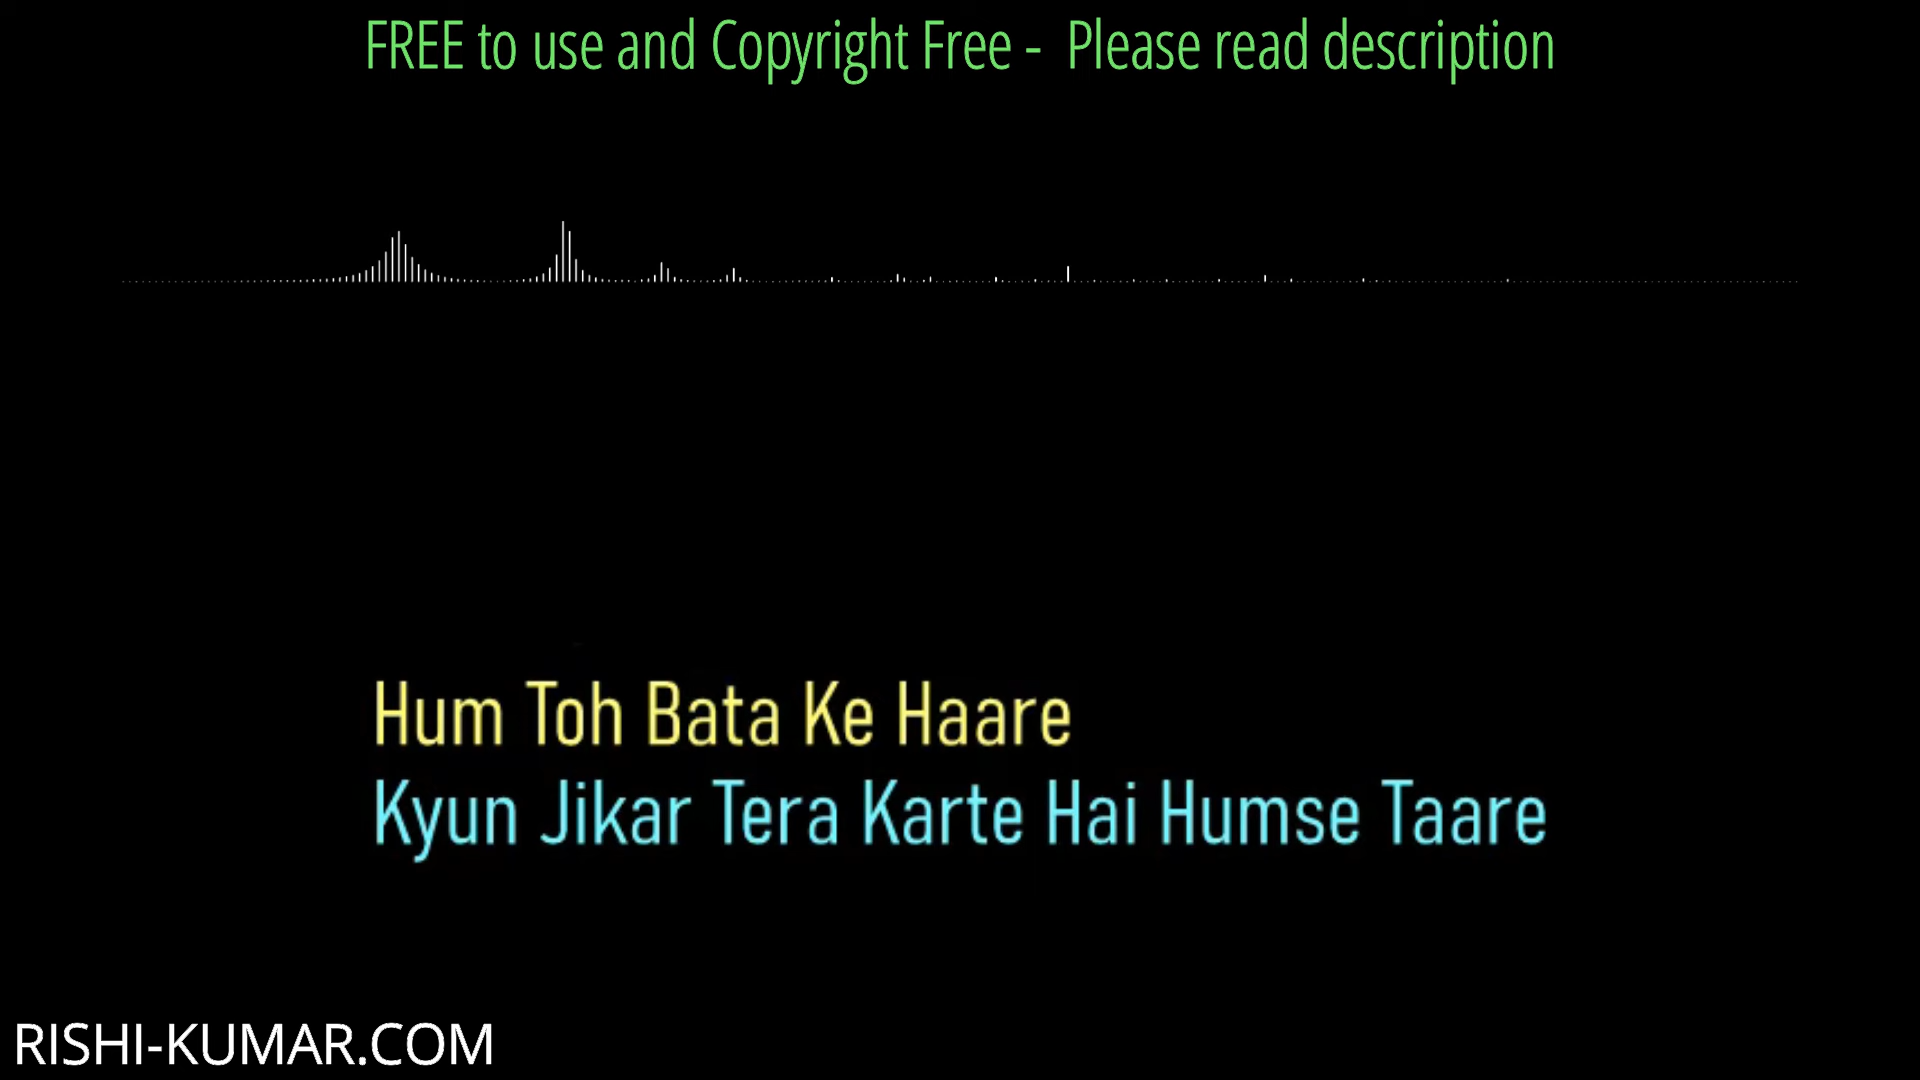 FREE to use and Copyright Free - Please read description
Hum Toh Bata Ke Haare
Kyun Jikar Tera Karte Hai Humse Taare
RISHI-KUMAR.COM